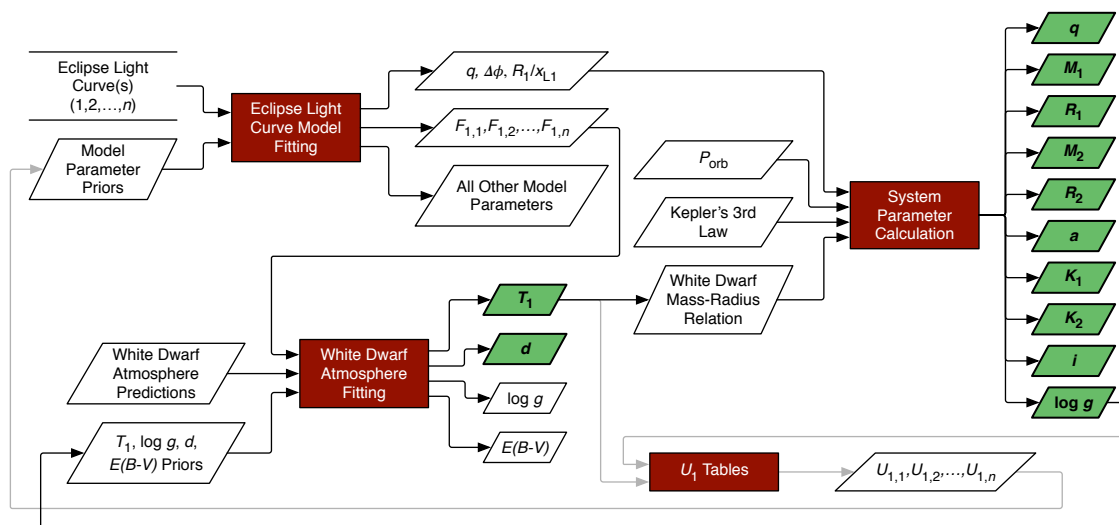 Eclipse Light
Curve(s)
(1,2,…,n)
Model
Parameter
Priors
Eclipse Light
Curve Model
Fitting
q, Δϕ, R₁/x_L1
F₁,₁,F₁,₂,…,F₁,ₙ
All Other Model
Parameters
P_orb
Kepler's 3rd
Law
White Dwarf
Mass-Radius
Relation
System
Parameter
Calculation
q
M₁
R₁
M₂
R₂
a
K₁
K₂
i
log g
White Dwarf
Atmosphere
Predictions
T₁, log g, d,
E(B-V) Priors
White Dwarf
Atmosphere
Fitting
T₁
d
log g
E(B-V)
U₁ Tables
U₁,₁,U₁,₂,…,U₁,ₙ